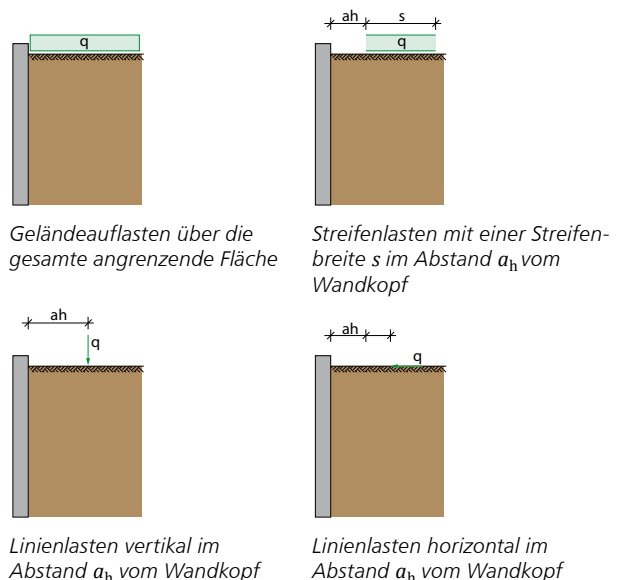 q
Geländeauflasten über die
gesamte angrenzende Fläche
ah s
q
Streifenlasten mit einer Streifen-
breite s im Abstand ah vom
Wandkopf
ah
q
Linienlasten vertikal im
Abstand ah vom Wandkopf
ah
q
Linienlasten horizontal im
Abstand ah vom Wandkopf